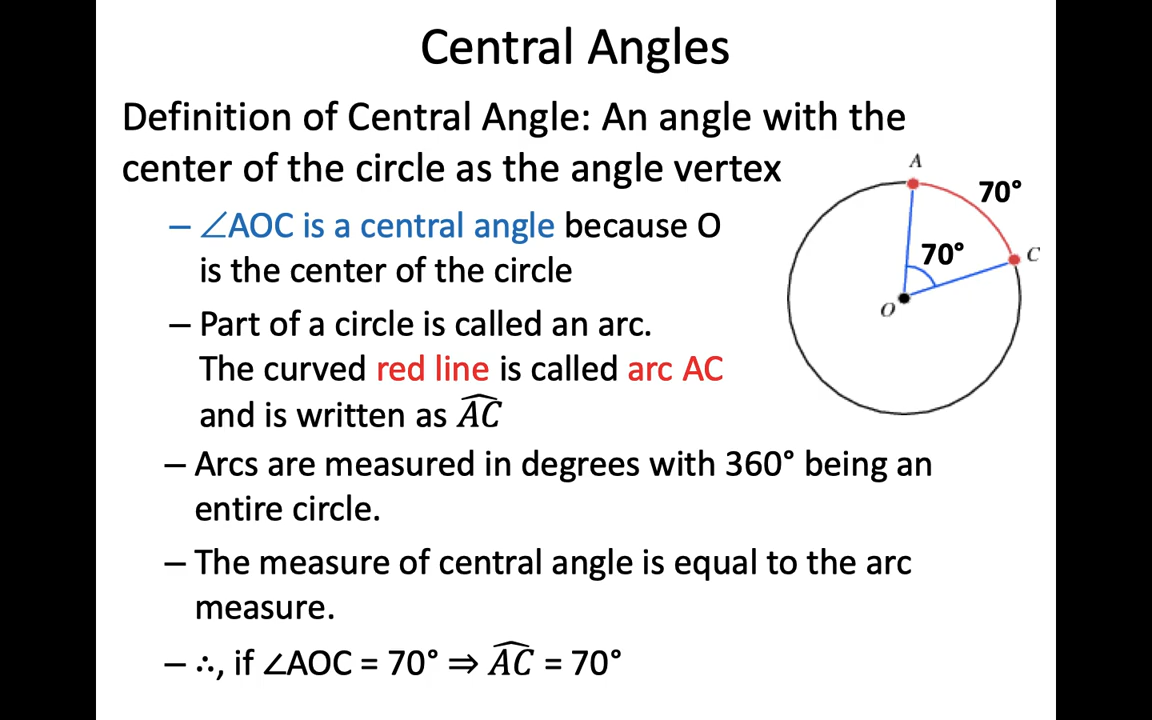 Central Angles
Definition of Central Angle: An angle with the
center of the circle as the angle vertex
– ∠AOC is a central angle because O
is the center of the circle
– Part of a circle is called an arc.
The curved red line is called arc AC
and is written as A͡C
– Arcs are measured in degrees with 360° being an
entire circle.
– The measure of central angle is equal to the arc
measure.
– ∴, if ∠AOC = 70° ⇒ A͡C = 70°
A
70°
70°
C
O